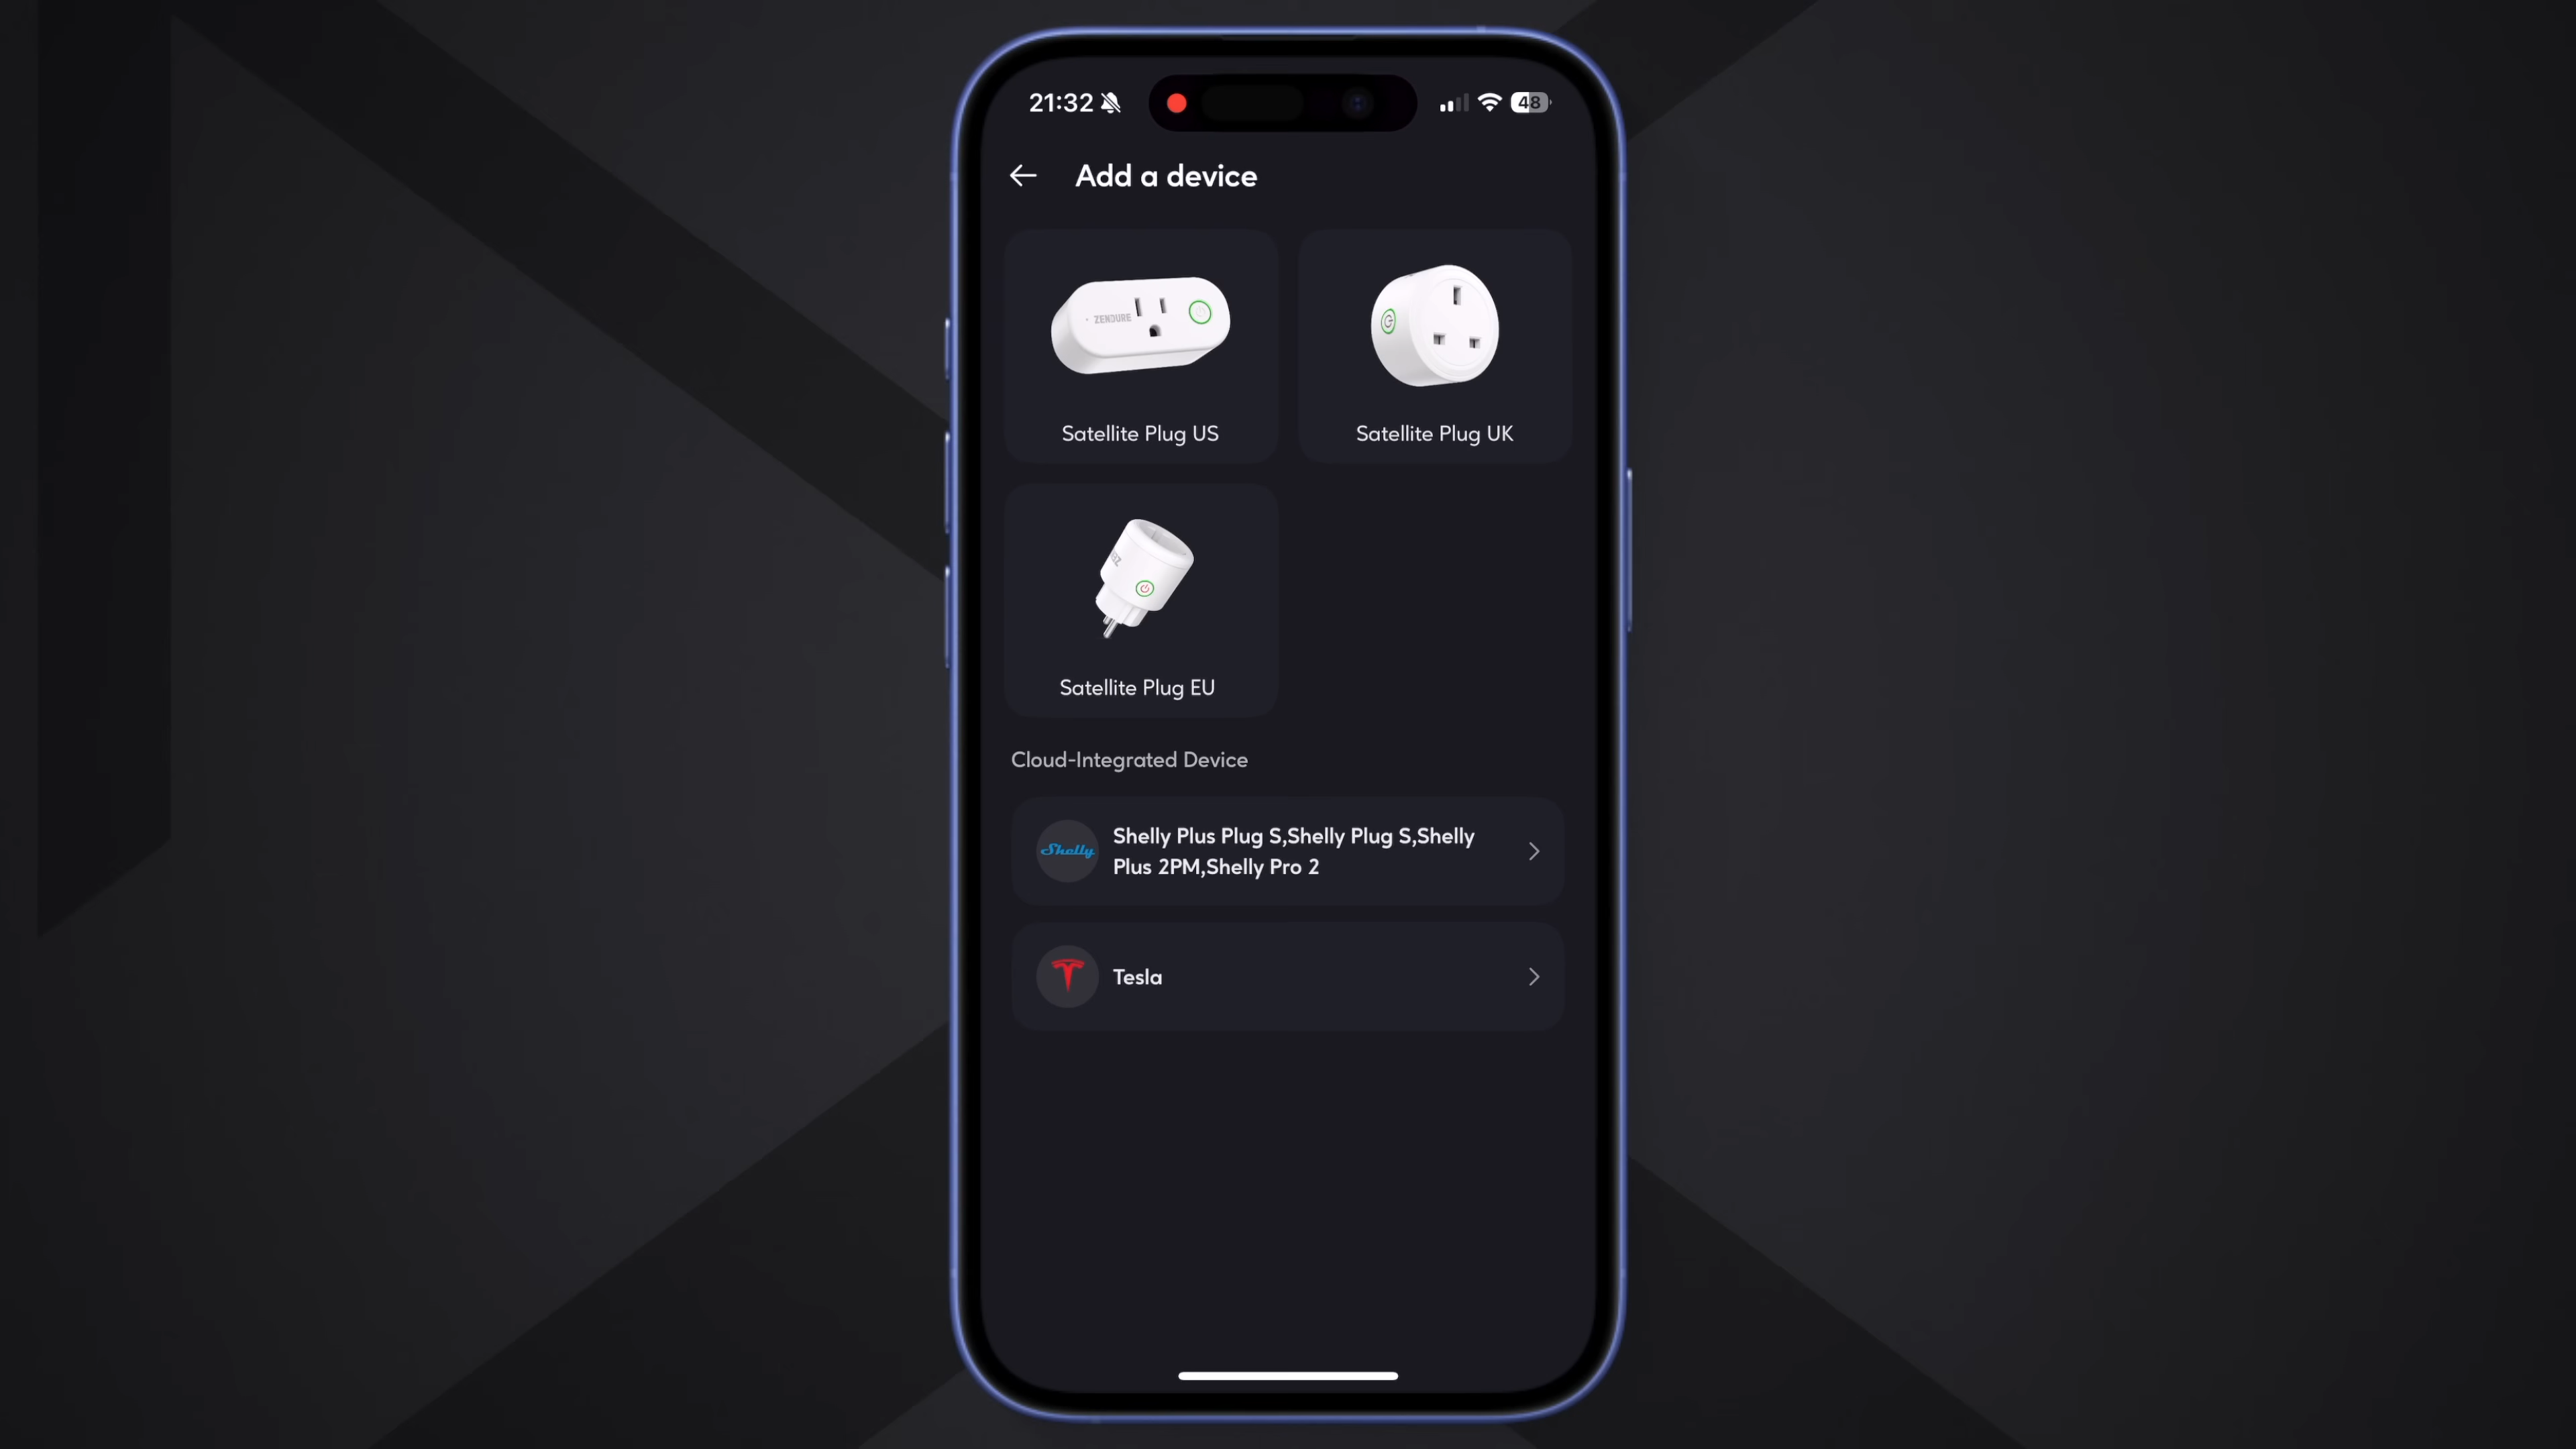 21:32
48
Add a device
ZENDURE
Satellite Plug US
Satellite Plug UK
Satellite Plug EU
Cloud-Integrated Device
Shelly
Shelly Plus Plug S,Shelly Plug S,Shelly
Plus 2PM,Shelly Pro 2
Tesla